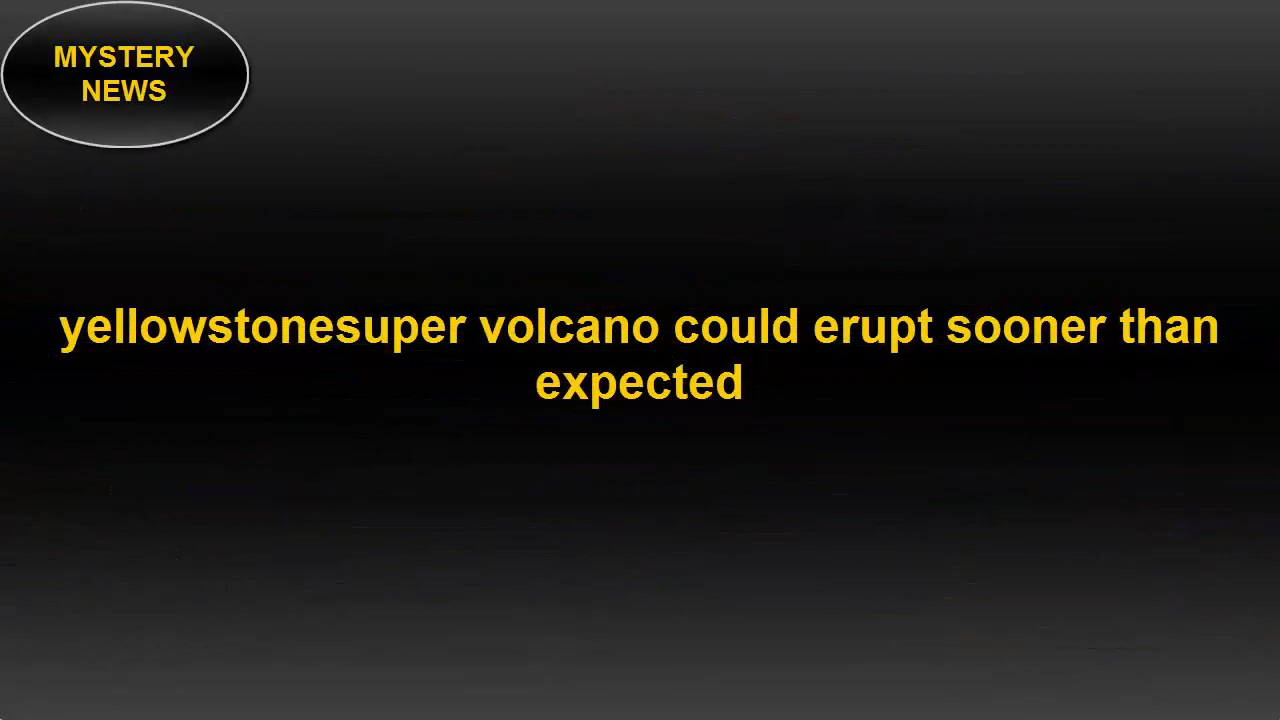 MYSTERY
NEWS
yellowstonesuper volcano could erupt sooner than
expected